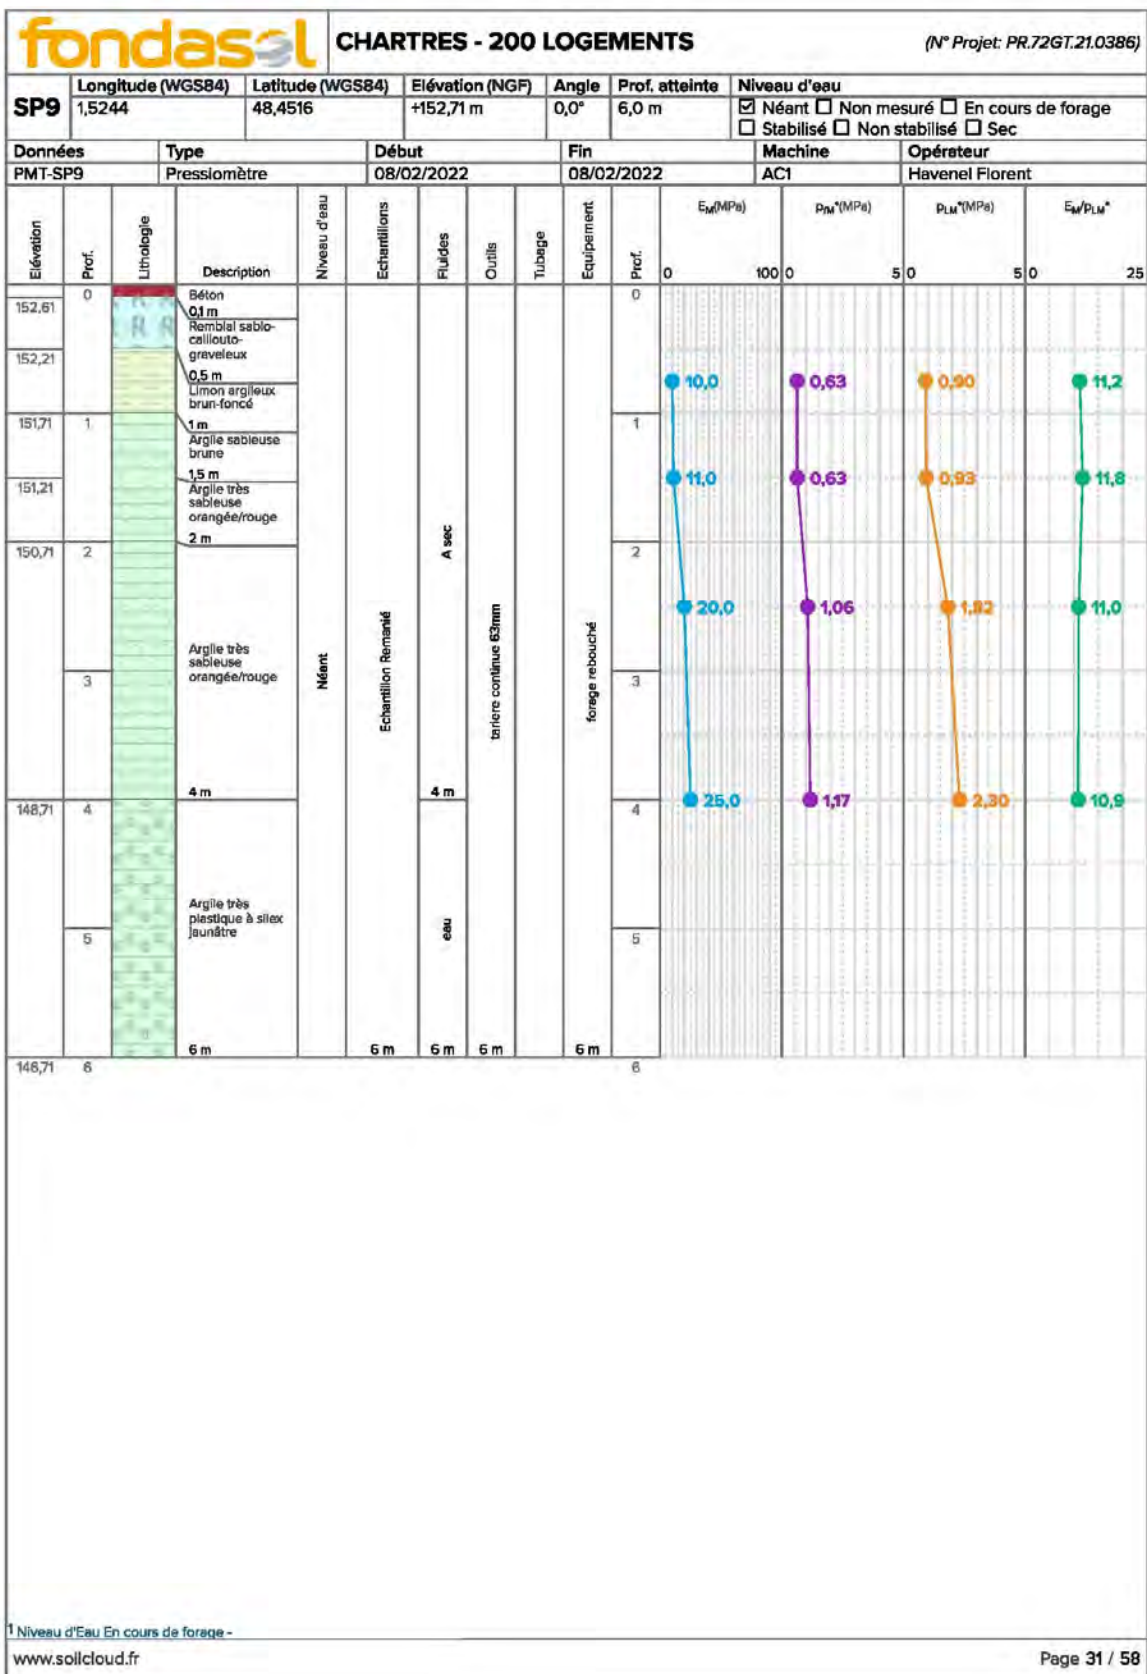 fondasol
CHARTRES - 200 LOGEMENTS
(N° Projet: PR.72GT.21.0386)
SP9
Longitude (WGS84) Latitude (WGS84) Elévation (NGF) Angle Prof. atteinte Niveau d'eau
1,5244 48,4516 +152,71 m 0,0° 6,0 m ☑ Néant ☐ Non mesuré ☐ En cours de forage
☐ Stabilisé ☐ Non stabilisé ☐ Sec
Données Type Début Fin Machine Opérateur
PMT-SP9 Pressiomètre 08/02/2022 08/02/2022 AC1 Havenel Florent
Elévation Prof. Lithologie Description Niveau d'eau Echantillons Fluides Outils Tubage Equipement Prof.
EM(MPa) pfM*(MPa) pLM*(MPa) EM/pLM*
0 100 0 5 0 5 0 25
0 Béton 0
152,61 0,1 m
R R
Remblai sablo-
caillouto-
graveleux
152,21 0,5 m
Limon argileux
brun-foncé
10,0 0,63 0,90 11,2
151,71 1 1 m 1
Argile sableuse
brune
151,21 1,5 m
11,0 0,63 0,93 11,8
Argile très
sableuse
orangée/rouge
150,71 2 2 m 2
A sec
20,0 1,06 1,82 11,0
Argile très
sableuse
orangée/rouge
3 3
Néant
Echantillon Remanié
tariere continue 63mm
forage rebouché
148,71 4 4 m 4 m 4
25,0 1,17 2,30 10,9
Argile très
plastique à silex
jaunâtre
5 eau 5
146,71 6 6 m 6 m 6 m 6 m 6 m 6
1 Niveau d'Eau En cours de forage -
www.soilcloud.fr
Page 31 / 58